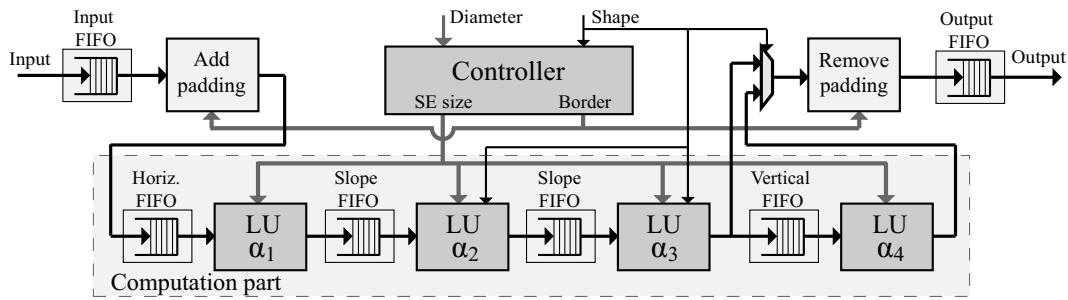 Input
FIFO
Diameter
Shape
Output
FIFO
Input
Add
padding
Controller
SE size
Border
Remove
padding
Output
Horiz.
FIFO
LU
α1
Slope
FIFO
LU
α2
Slope
FIFO
LU
α3
Vertical
FIFO
LU
α4
Computation part